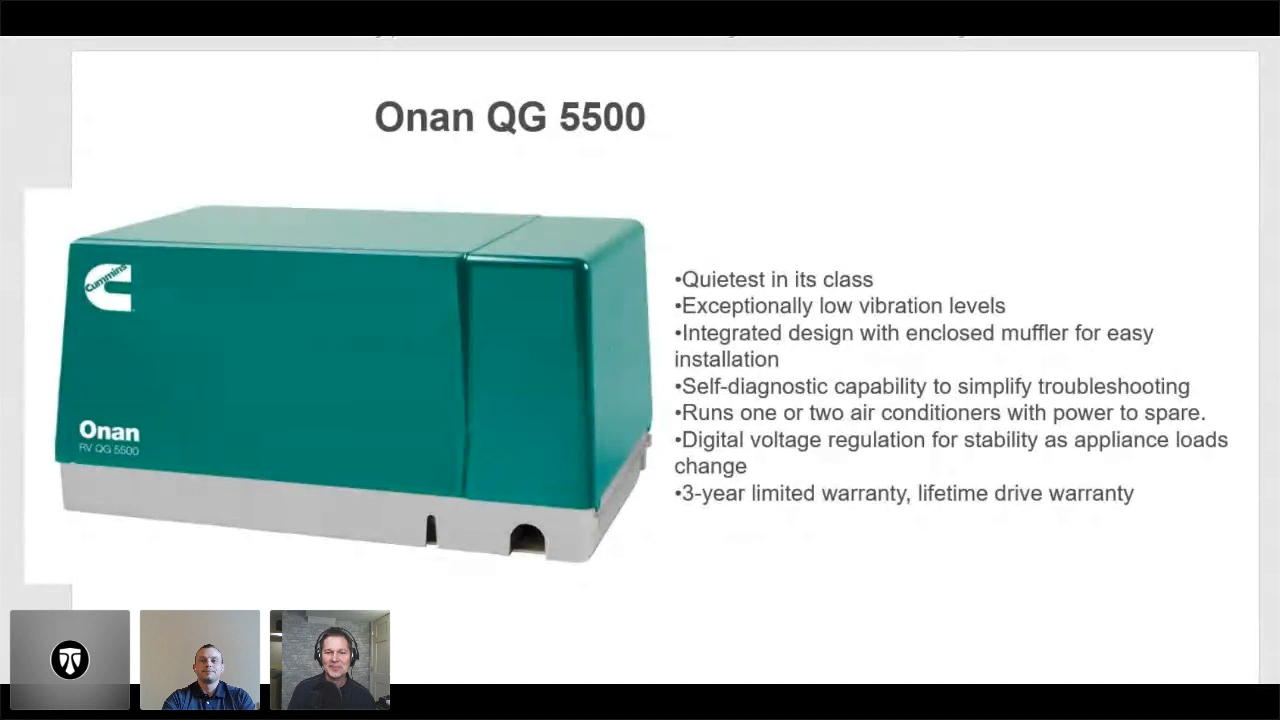 Onan QG 5500
Cummins
Onan
RV QG 5500
•Quietest in its class
•Exceptionally low vibration levels
•Integrated design with enclosed muffler for easy
installation
•Self-diagnostic capability to simplify troubleshooting
•Runs one or two air conditioners with power to spare.
•Digital voltage regulation for stability as appliance loads
change
•3-year limited warranty, lifetime drive warranty